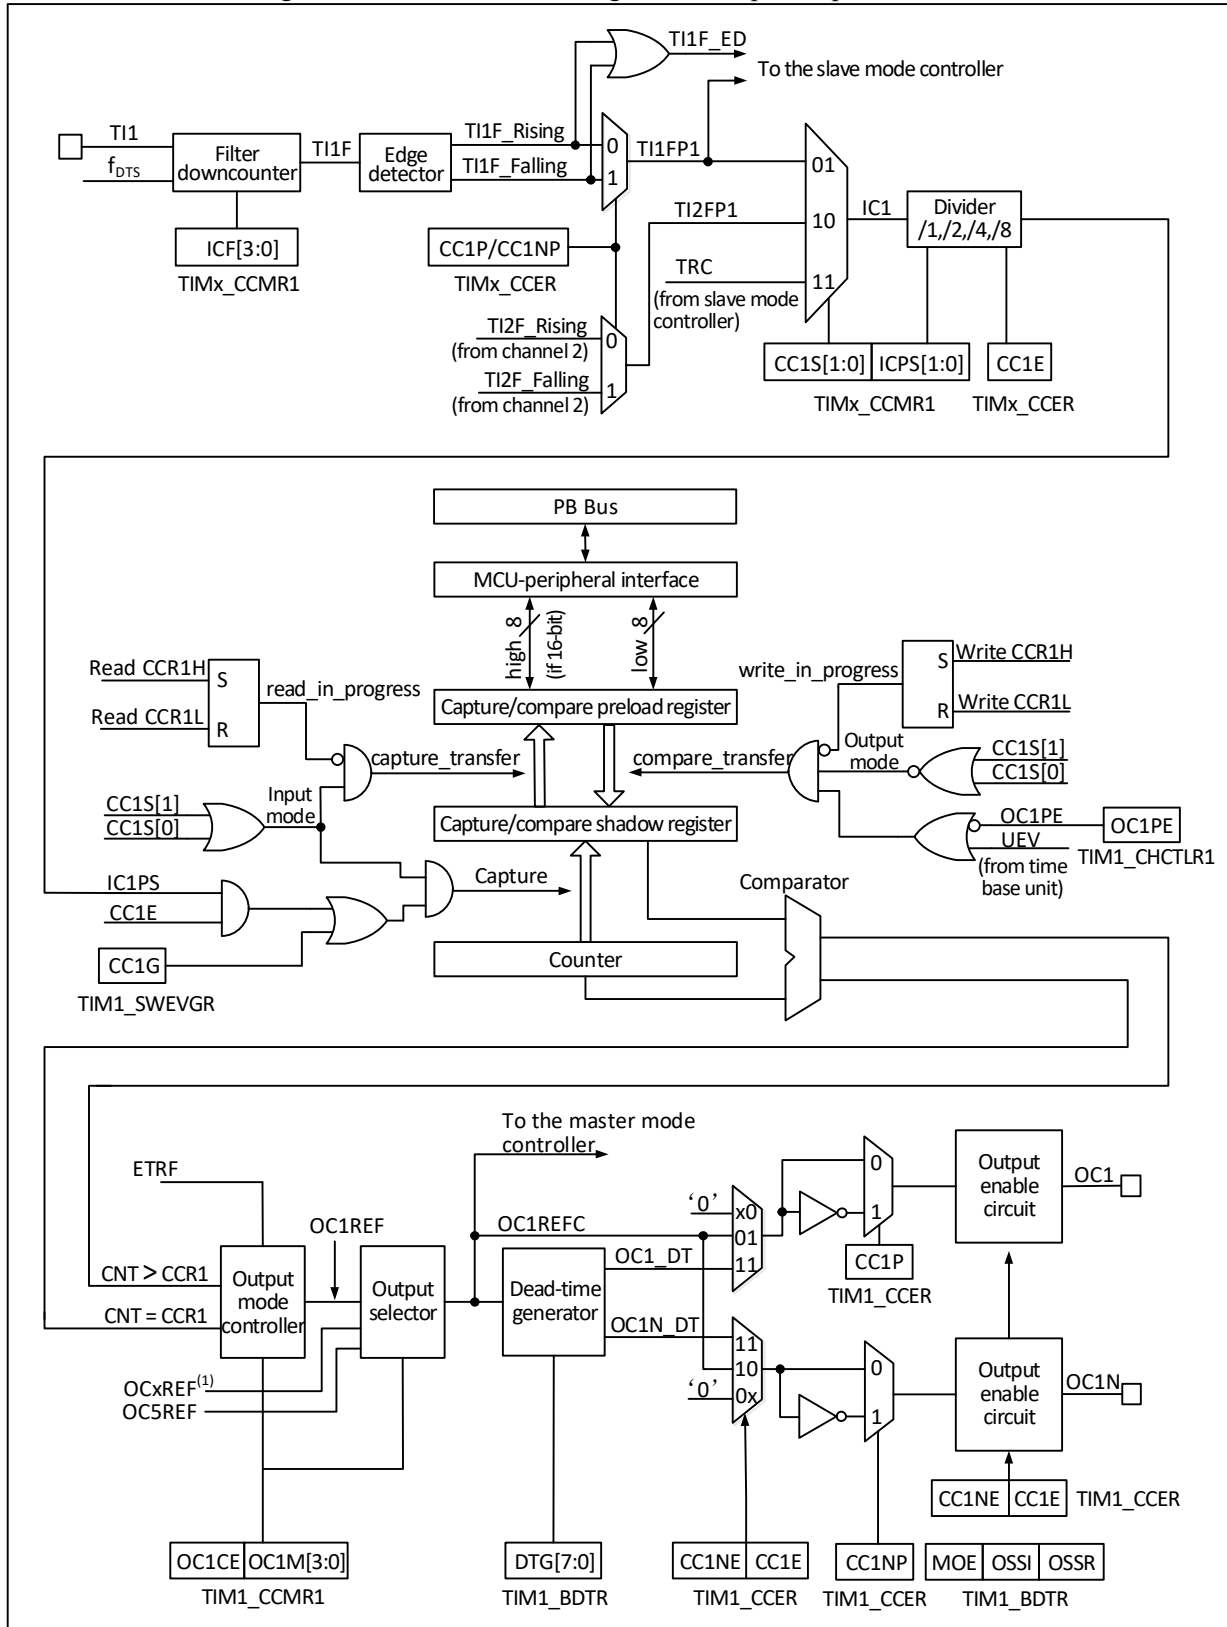 TI1F_ED
To the slave mode controller
TI1
f_DTS
Filter
downcounter
TI1F
Edge
detector
TI1F_Rising
TI1F_Falling
0
1
TI1FP1
01
10
11
TI2FP1
TRC
(from slave mode
controller)
IC1
Divider
/1,/2,/4,/8
ICF[3:0]
TIMx_CCMR1
CC1P/CC1NP
TIMx_CCER
TI2F_Rising
(from channel 2)
TI2F_Falling
(from channel 2)
0
1
CC1S[1:0]
ICPS[1:0]
TIMx_CCMR1
CC1E
TIMx_CCER
PB Bus
MCU-peripheral interface
high
8
(if 16-bit)
low
8
Read CCR1H
Read CCR1L
S
R
read_in_progress
Capture/compare preload register
write_in_progress
S
R
Write CCR1H
Write CCR1L
capture_transfer
compare_transfer
Output
mode
CC1S[1]
CC1S[0]
CC1S[1]
CC1S[0]
Input
mode
Capture/compare shadow register
OC1PE
UEV
(from time
base unit)
OC1PE
TIM1_CHCTLR1
IC1PS
CC1E
Capture
Comparator
CC1G
TIM1_SWEVGR
Counter
To the master mode
controller
ETRF
OC1REF
CNT > CCR1
CNT = CCR1
Output
mode
controller
Output
selector
OCxREF(1)
OC5REF
OC1REFC
Dead-time
generator
OC1_DT
OC1N_DT
‘0’
x0
01
11
11
10
0x
‘0’
0
1
CC1P
TIM1_CCER
0
1
Output
enable
circuit
OC1
Output
enable
circuit
OC1N
CC1NE
CC1E
TIM1_CCER
OC1CE
OC1M[3:0]
TIM1_CCMR1
DTG[7:0]
TIM1_BDTR
CC1NE
CC1E
TIM1_CCER
CC1NP
TIM1_CCER
MOE
OSSI
OSSR
TIM1_BDTR